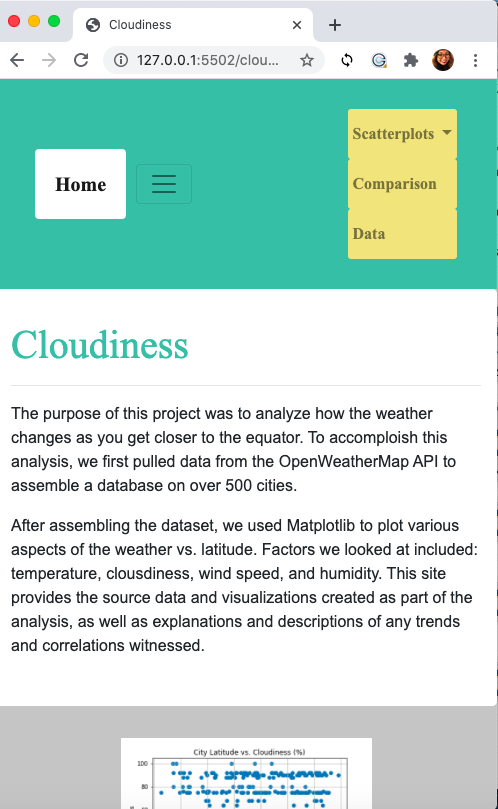 Cloudiness
127.0.0.1:5502/clou...
Scatterplots
Home
Comparison
Data
Cloudiness
The purpose of this project was to analyze how the weather
changes as you get closer to the equator. To accomploish this
analysis, we first pulled data from the OpenWeatherMap API to
assemble a database on over 500 cities.
After assembling the dataset, we used Matplotlib to plot various
aspects of the weather vs. latitude. Factors we looked at included:
temperature, clousdiness, wind speed, and humidity. This site
provides the source data and visualizations created as part of the
analysis, as well as explanations and descriptions of any trends
and correlations witnessed.
City Latitude vs. Cloudiness (%)
100
80